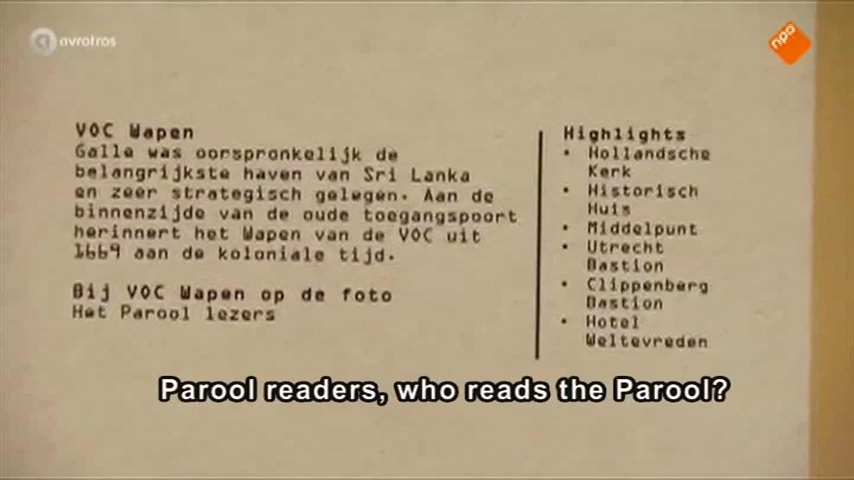 avrotros
npo
VOC Wapen
Galle was oorspronkelijk de
belangrijkste haven van Sri Lanka
en zeer strategisch gelegen. Aan de
binnenzijde van de oude toegangspoort
herinnert het Wapen van de VOC uit
1669 aan de koloniale tijd.
Bij VOC Wapen op de foto
Het Parool lezers
Highlights
• Hollandsche
Kerk
• Historisch
Huis
• Middelpunt
• Utrecht
Bastion
• Clippenberg
Bastion
• Hotel
Weltevreden
Parool readers, who reads the Parool?